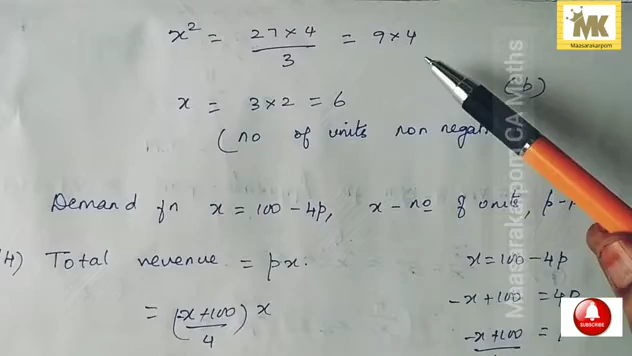 x² = 27×4/3 = 9×4
x = 3×2 = 6 (b)
(no of units non
Demand fn x = 100-4p, x - no of units, p-
4) Total revenue = px.
x = 100-4p
= (-x+100/4) x
-x+100 = 4p
-x+100 =
MK
Maasarakarpom
Maasarakarpom CA Maths
SUBSCRIBE